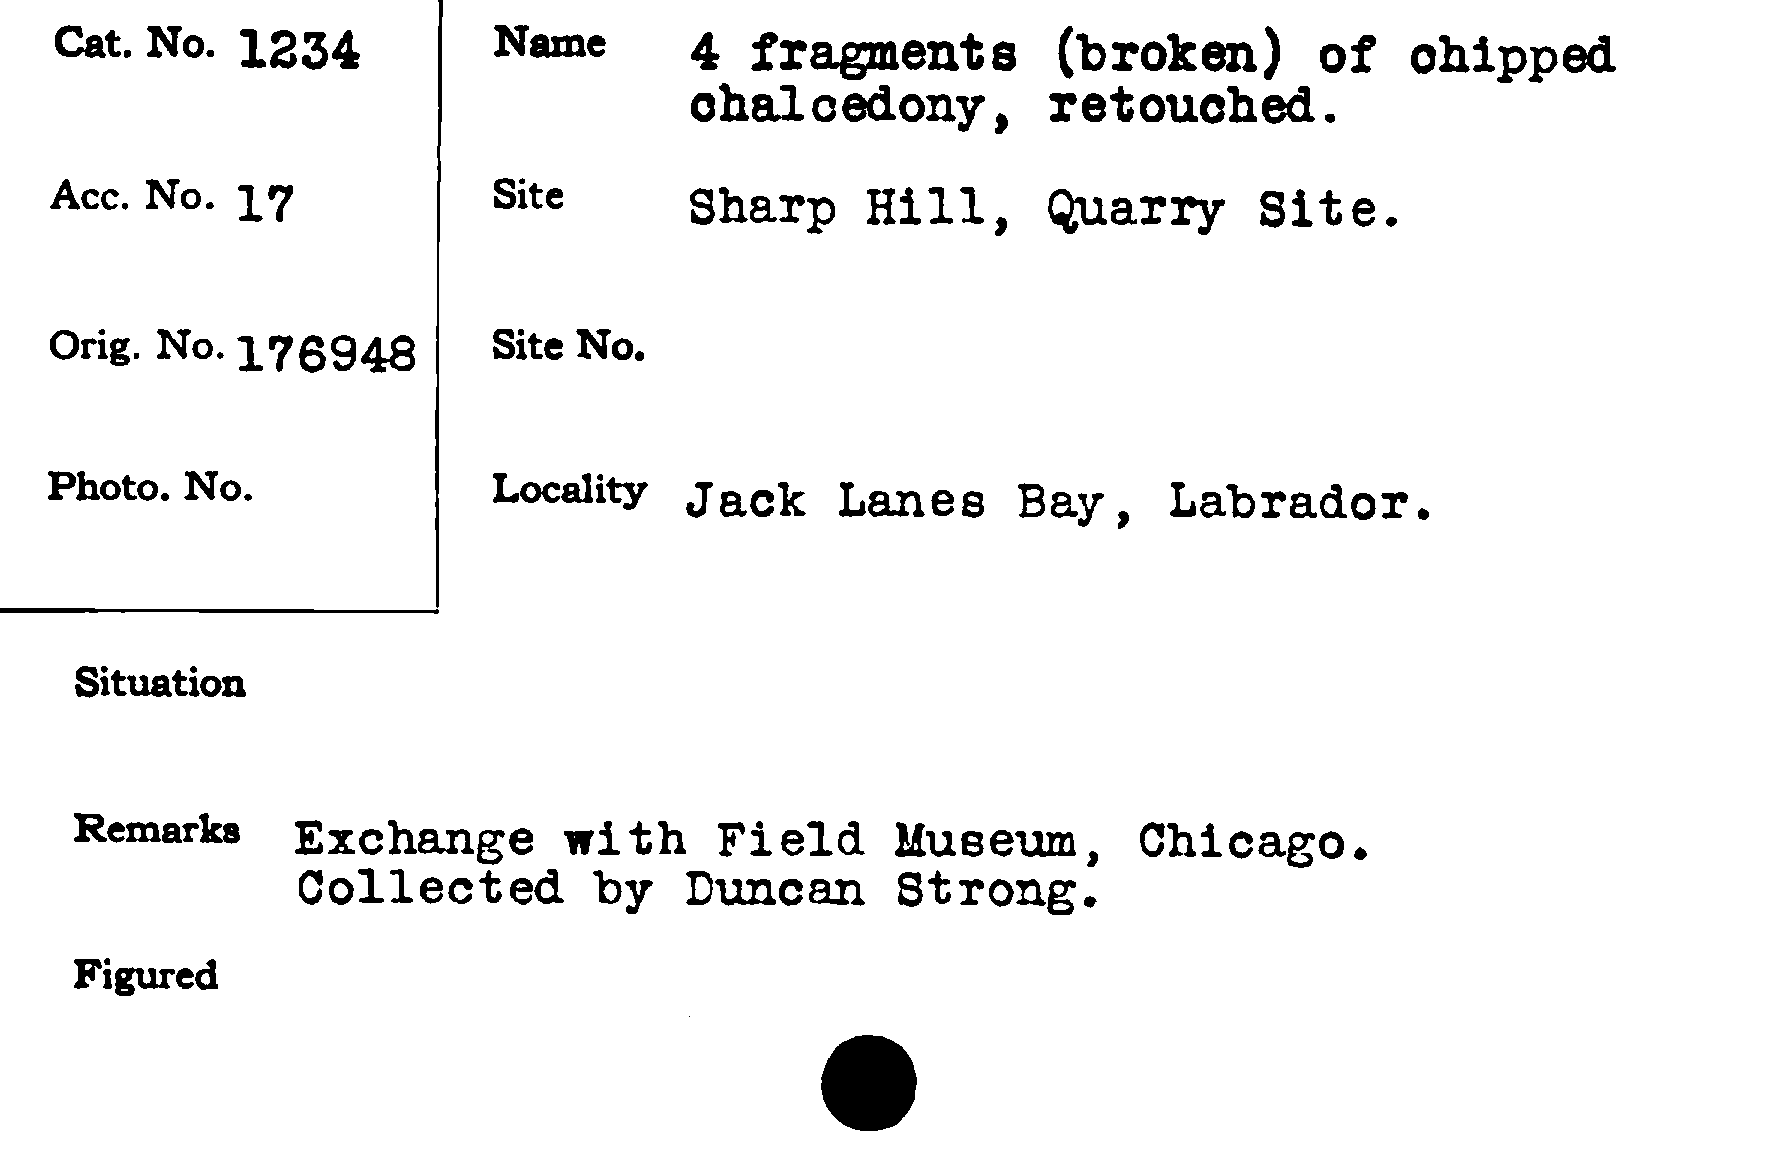 Cat. No. 1234
Name 4 fragments (broken) of chipped
chalcedony, retouched.
Acc. No. 17
Site Sharp Hill, Quarry Site.
Orig. No. 176948
Site No.
Photo. No.
Locality Jack Lanes Bay, Labrador.
Situation
Remarks Exchange with Field Museum, Chicago.
Collected by Duncan Strong.
Figured